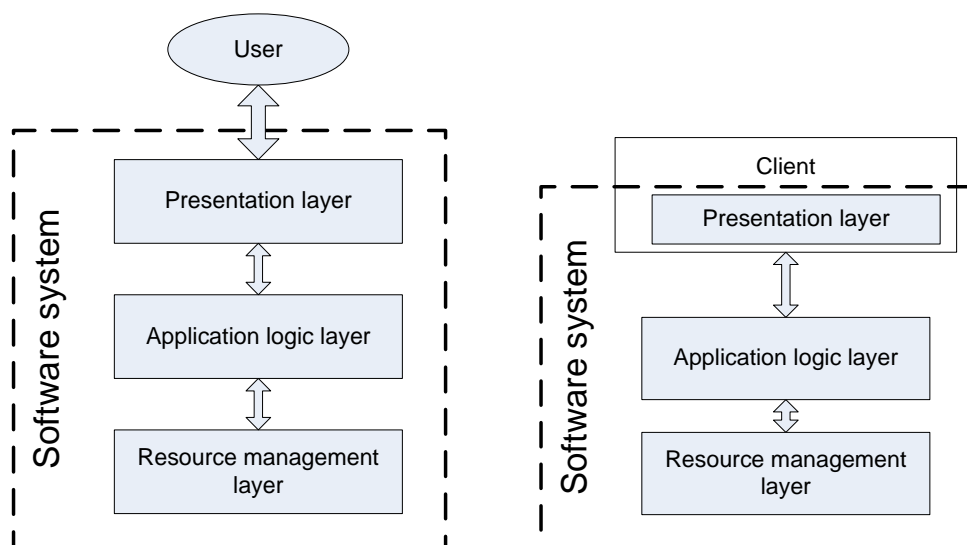 User
Software system
Presentation layer
Application logic layer
Resource management
layer
Client
Software system
Presentation layer
Application logic layer
Resource management
layer